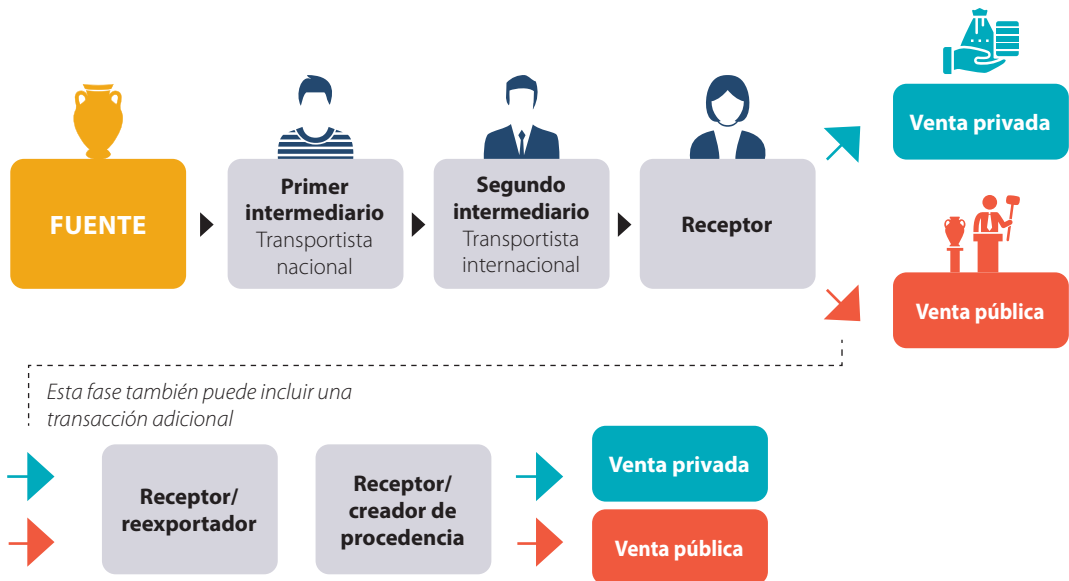 FUENTE
Primer
intermediario
Transportista
nacional
Segundo
intermediario
Transportista
internacional
Receptor
Venta privada
Venta pública
Esta fase también puede incluir una
transacción adicional
Receptor/
reexportador
Receptor/
creador de
procedencia
Venta privada
Venta pública